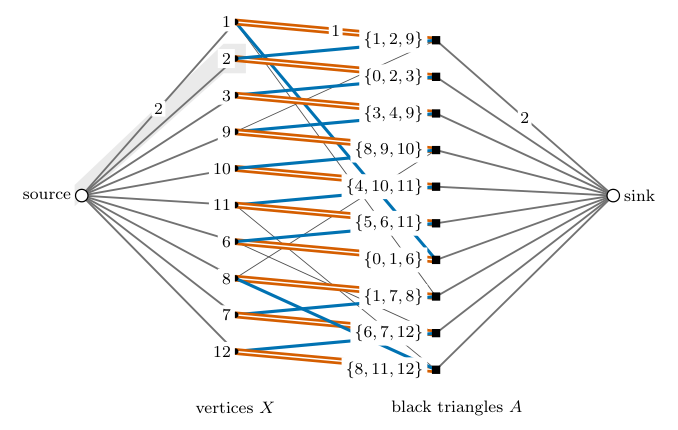 1
1
{1, 2, 9}
2
{0, 2, 3}
3
2
{3, 4, 9}
2
9
{8, 9, 10}
10
{4, 10, 11}
source
sink
11
{5, 6, 11}
6
{0, 1, 6}
8
{1, 7, 8}
7
{6, 7, 12}
12
{8, 11, 12}
vertices X
black triangles A